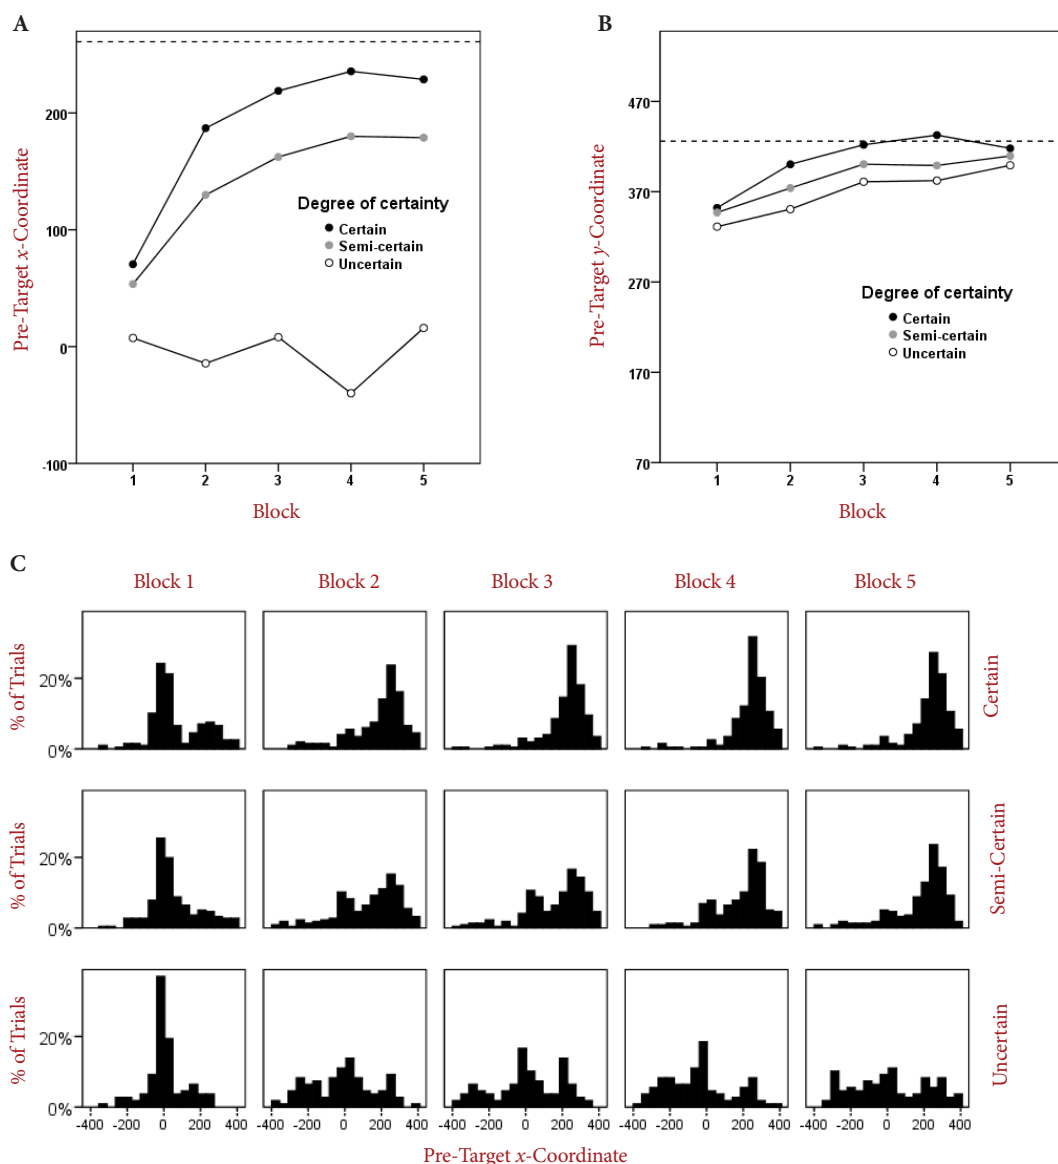 A
Pre-Target x-Coordinate
200
100
0
-100
Degree of certainty
Certain
Semi-certain
Uncertain
1 2 3 4 5
Block
B
Pre-Target y-Coordinate
470
370
270
170
70
Degree of certainty
Certain
Semi-certain
Uncertain
1 2 3 4 5
Block
C
Block 1 Block 2 Block 3 Block 4 Block 5
% of Trials
20%
0%
Certain
% of Trials
20%
0%
Semi-Certain
% of Trials
20%
0%
Uncertain
-400 -200 0 200 400 -400 -200 0 200 400 -400 -200 0 200 400 -400 -200 0 200 400 -400 -200 0 200 400
Pre-Target x-Coordinate